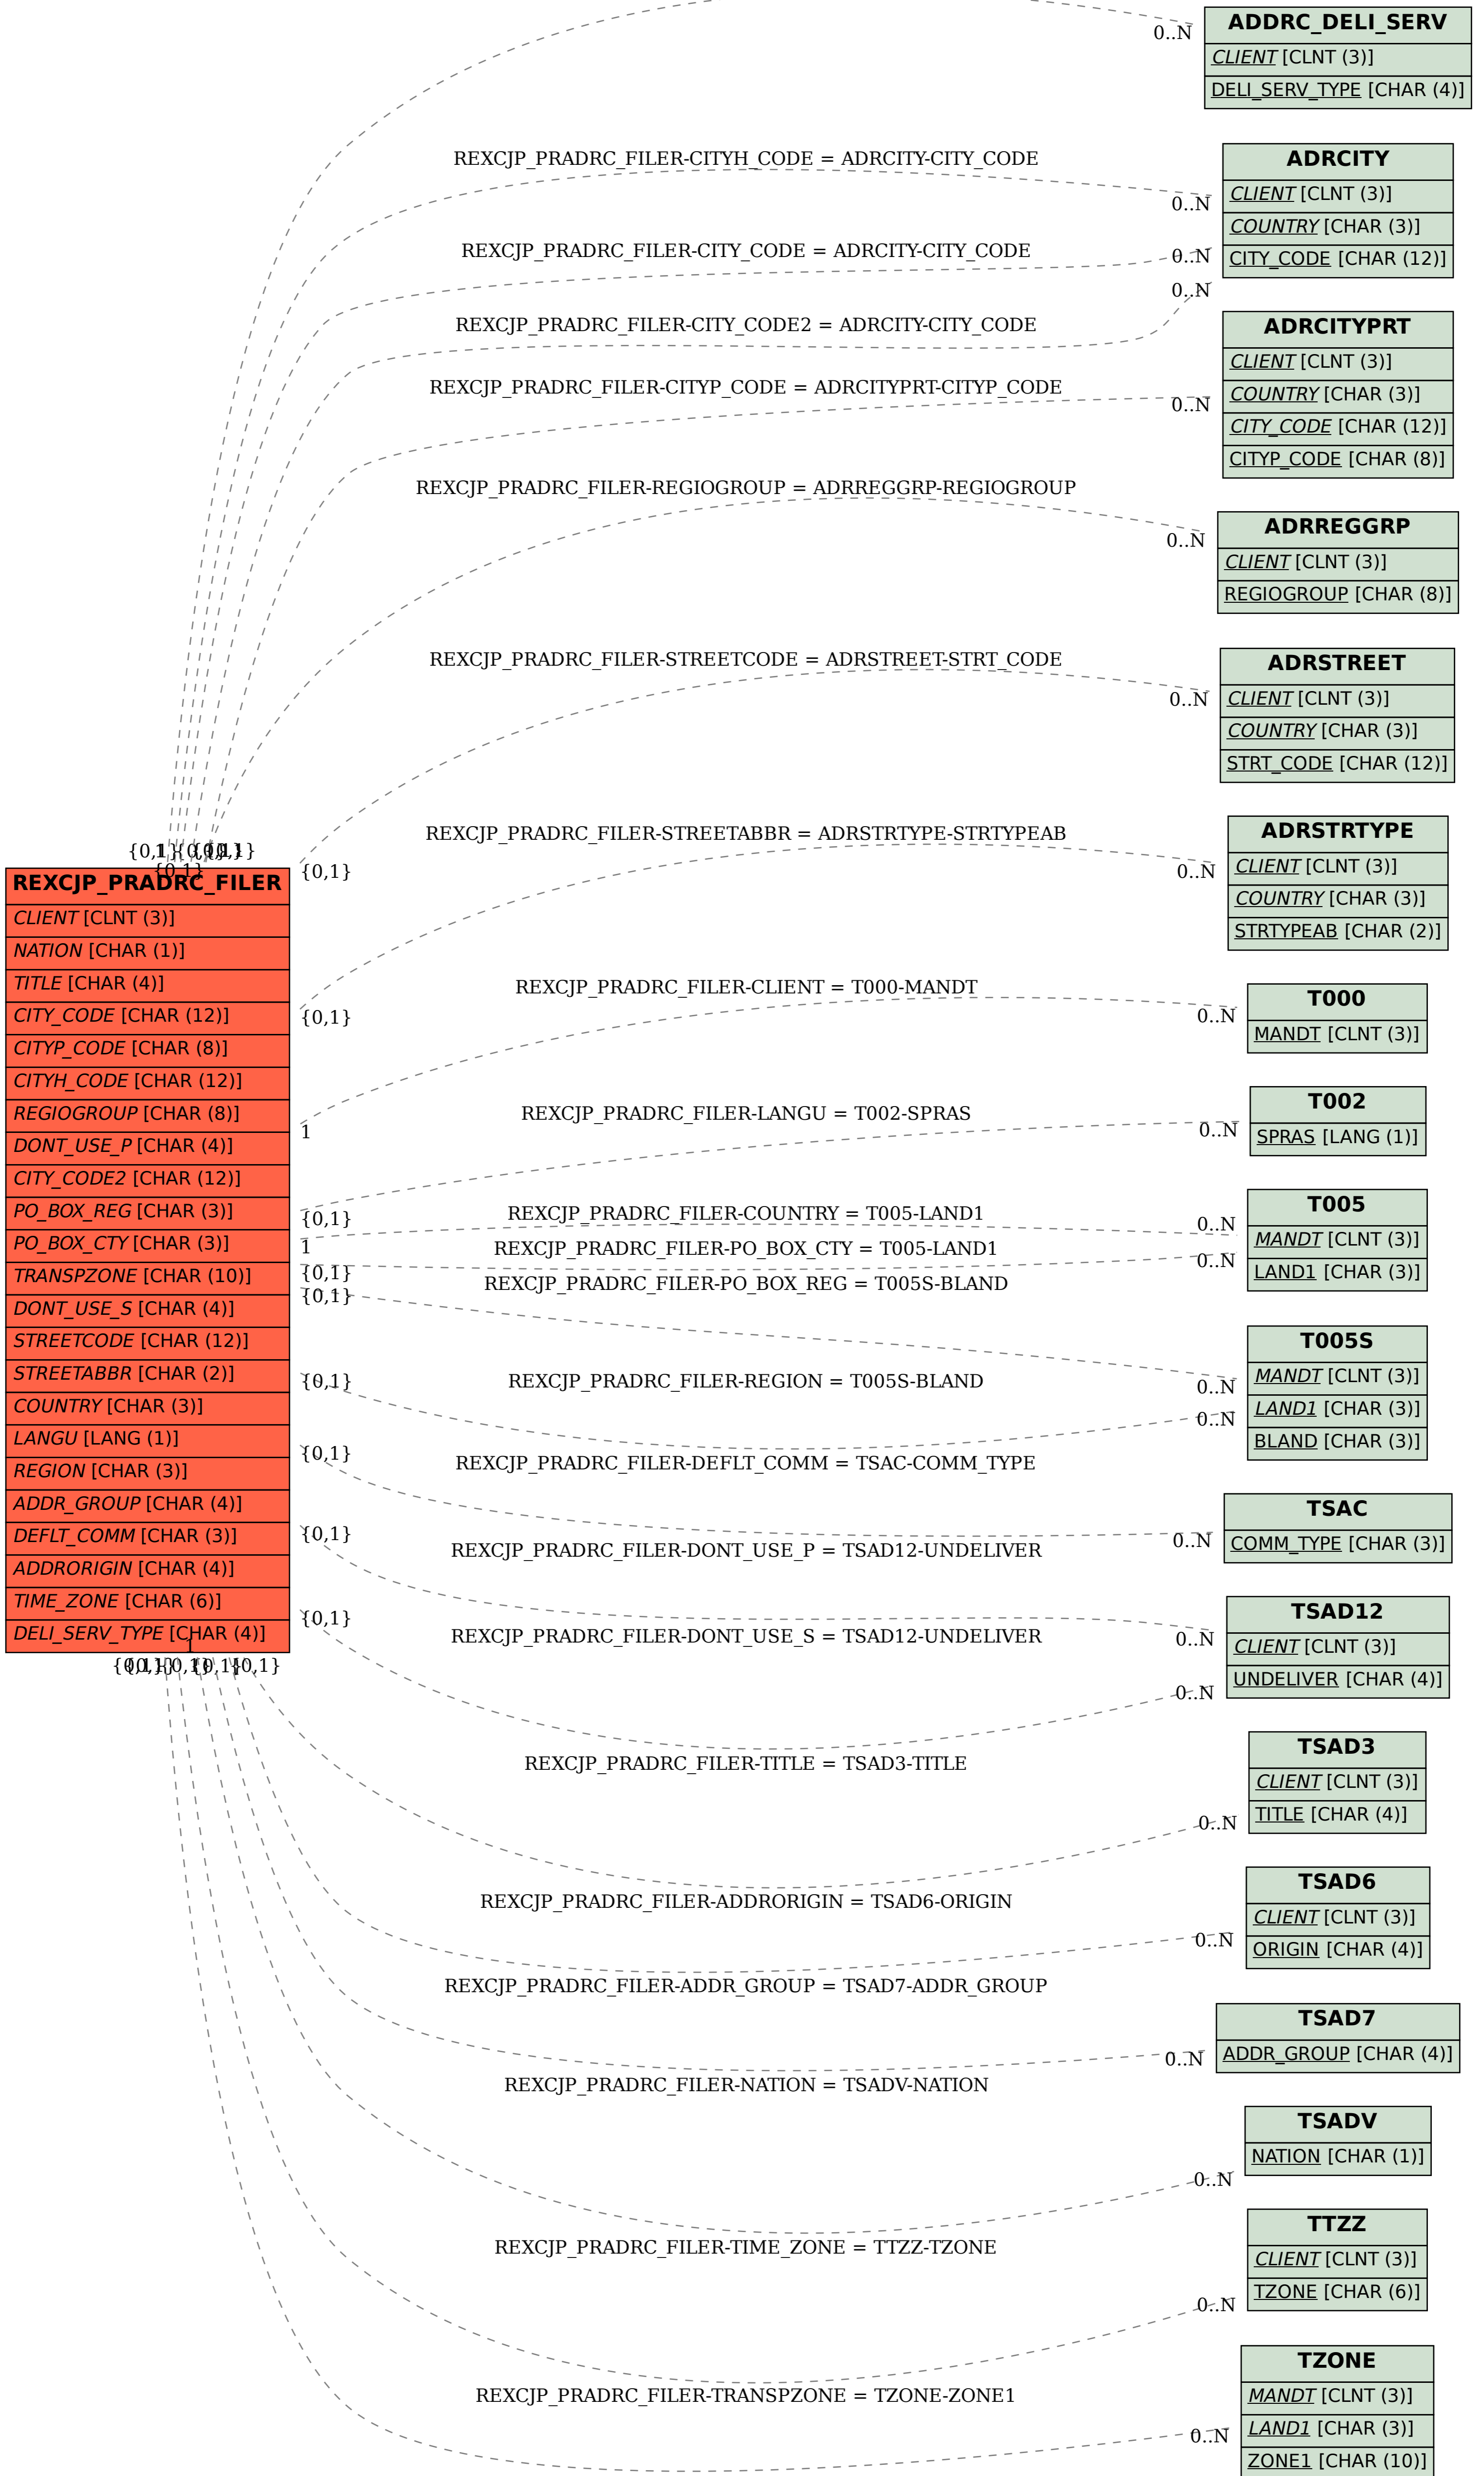 ADDRC_DELI_SERV
0..N
CLIENT [CLNT (3)]
DELI_SERV_TYPE [CHAR (4)]
REXCJP_PRADRC_FILER-CITYH_CODE = ADRCITY-CITY_CODE
ADRCITY
CLIENT [CLNT (3)]
0..N
COUNTRY [CHAR (3)]
REXCJP_PRADRC_FILER-CITY_CODE = ADRCITY-CITY_CODE
0..N
CITY_CODE [CHAR (12)]
0..N
REXCJP_PRADRC_FILER-CITY_CODE2 = ADRCITY-CITY_CODE
ADRCITYPRT
CLIENT [CLNT (3)]
REXCJP_PRADRC_FILER-CITYP_CODE = ADRCITYPRT-CITYP_CODE
COUNTRY [CHAR (3)]
0..N
CITY_CODE [CHAR (12)]
CITYP_CODE [CHAR (8)]
REXCJP_PRADRC_FILER-REGIOGROUP = ADRREGGRP-REGIOGROUP
ADRREGGRP
0..N
CLIENT [CLNT (3)]
REGIOGROUP [CHAR (8)]
REXCJP_PRADRC_FILER-STREETCODE = ADRSTREET-STRT_CODE
ADRSTREET
0..N
CLIENT [CLNT (3)]
COUNTRY [CHAR (3)]
STRT_CODE [CHAR (12)]
REXCJP_PRADRC_FILER-STREETABBR = ADRSTRTYPE-STRTYPEAB
ADRSTRTYPE
0..N
CLIENT [CLNT (3)]
COUNTRY [CHAR (3)]
STRTYPEAB [CHAR (2)]
{0,1}
{0,1}
{0,1}
REXCJP_PRADRC_FILER
CLIENT [CLNT (3)]
NATION [CHAR (1)]
TITLE [CHAR (4)]
CITY_CODE [CHAR (12)]
CITYP_CODE [CHAR (8)]
CITYH_CODE [CHAR (12)]
REGIOGROUP [CHAR (8)]
DONT_USE_P [CHAR (4)]
CITY_CODE2 [CHAR (12)]
PO_BOX_REG [CHAR (3)]
PO_BOX_CTY [CHAR (3)]
TRANSPZONE [CHAR (10)]
DONT_USE_S [CHAR (4)]
STREETCODE [CHAR (12)]
STREETABBR [CHAR (2)]
COUNTRY [CHAR (3)]
LANGU [LANG (1)]
REGION [CHAR (3)]
ADDR_GROUP [CHAR (4)]
DEFLT_COMM [CHAR (3)]
ADDRORIGIN [CHAR (4)]
TIME_ZONE [CHAR (6)]
DELI_SERV_TYPE [CHAR (4)]
1
{0,1}
REXCJP_PRADRC_FILER-CLIENT = T000-MANDT
{0,1}
1
T000
0..N
MANDT [CLNT (3)]
REXCJP_PRADRC_FILER-LANGU = T002-SPRAS
{0,1}
T002
0..N
SPRAS [LANG (1)]
REXCJP_PRADRC_FILER-COUNTRY = T005-LAND1
1
T005
0..N
MANDT [CLNT (3)]
REXCJP_PRADRC_FILER-PO_BOX_CTY = T005-LAND1
{0,1}
0..N
LAND1 [CHAR (3)]
REXCJP_PRADRC_FILER-PO_BOX_REG = T005S-BLAND
{0,1}
T005S
0..N
MANDT [CLNT (3)]
REXCJP_PRADRC_FILER-REGION = T005S-BLAND
{0,1}
0..N
LAND1 [CHAR (3)]
BLAND [CHAR (3)]
REXCJP_PRADRC_FILER-DEFLT_COMM = TSAC-COMM_TYPE
{0,1}
TSAC
0..N
COMM_TYPE [CHAR (3)]
REXCJP_PRADRC_FILER-DONT_USE_P = TSAD12-UNDELIVER
{0,1}
TSAD12
0..N
CLIENT [CLNT (3)]
REXCJP_PRADRC_FILER-DONT_USE_S = TSAD12-UNDELIVER
{0,1}
0..N
UNDELIVER [CHAR (4)]
REXCJP_PRADRC_FILER-TITLE = TSAD3-TITLE
TSAD3
CLIENT [CLNT (3)]
0..N
TITLE [CHAR (4)]
REXCJP_PRADRC_FILER-ADDRORIGIN = TSAD6-ORIGIN
TSAD6
CLIENT [CLNT (3)]
0..N
ORIGIN [CHAR (4)]
REXCJP_PRADRC_FILER-ADDR_GROUP = TSAD7-ADDR_GROUP
TSAD7
0..N
ADDR_GROUP [CHAR (4)]
REXCJP_PRADRC_FILER-NATION = TSADV-NATION
TSADV
NATION [CHAR (1)]
0..N
REXCJP_PRADRC_FILER-TIME_ZONE = TTZZ-TZONE
TTZZ
CLIENT [CLNT (3)]
0..N
TZONE [CHAR (6)]
REXCJP_PRADRC_FILER-TRANSPZONE = TZONE-ZONE1
TZONE
MANDT [CLNT (3)]
0..N
LAND1 [CHAR (3)]
ZONE1 [CHAR (10)]